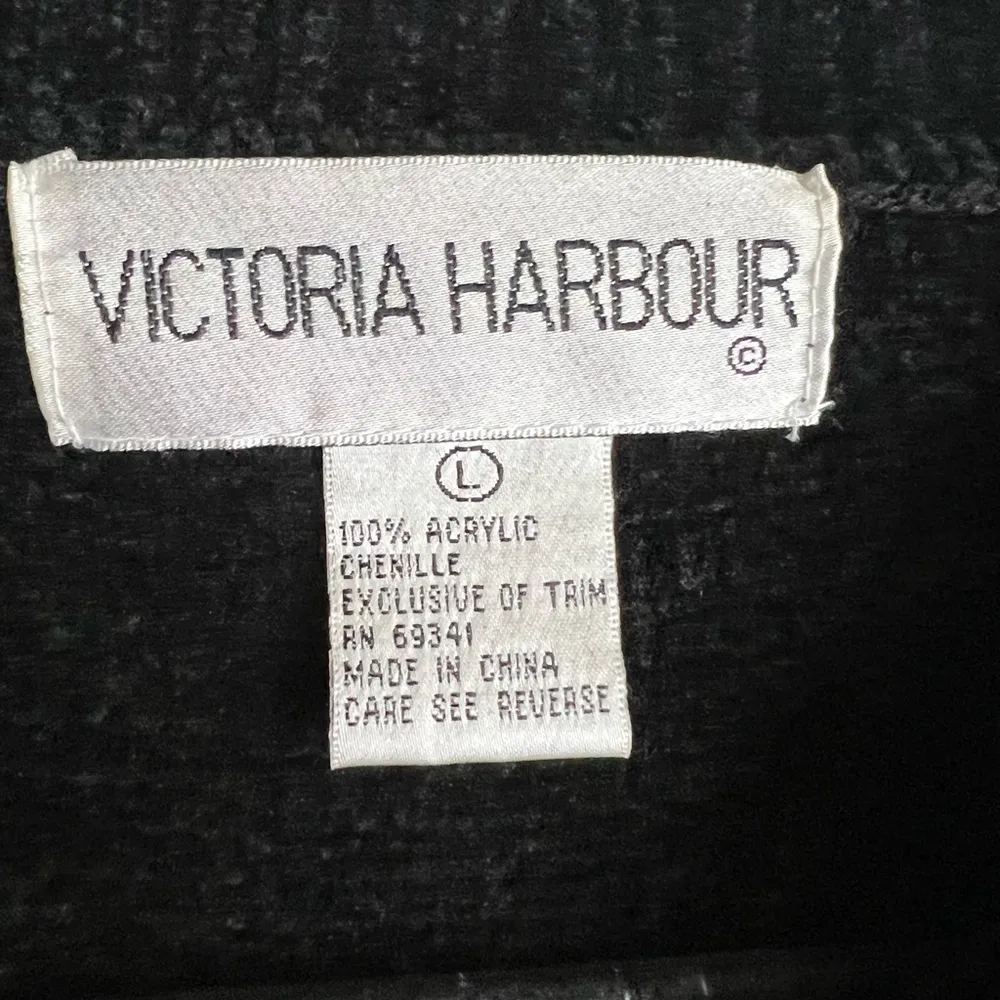 VICTORIA HARBOUR
©
L
100% ACRYLIC
CHENILLE
EXCLUSIVE OF TRIM
RN 69341
MADE IN CHINA
CARE SEE REVERSE